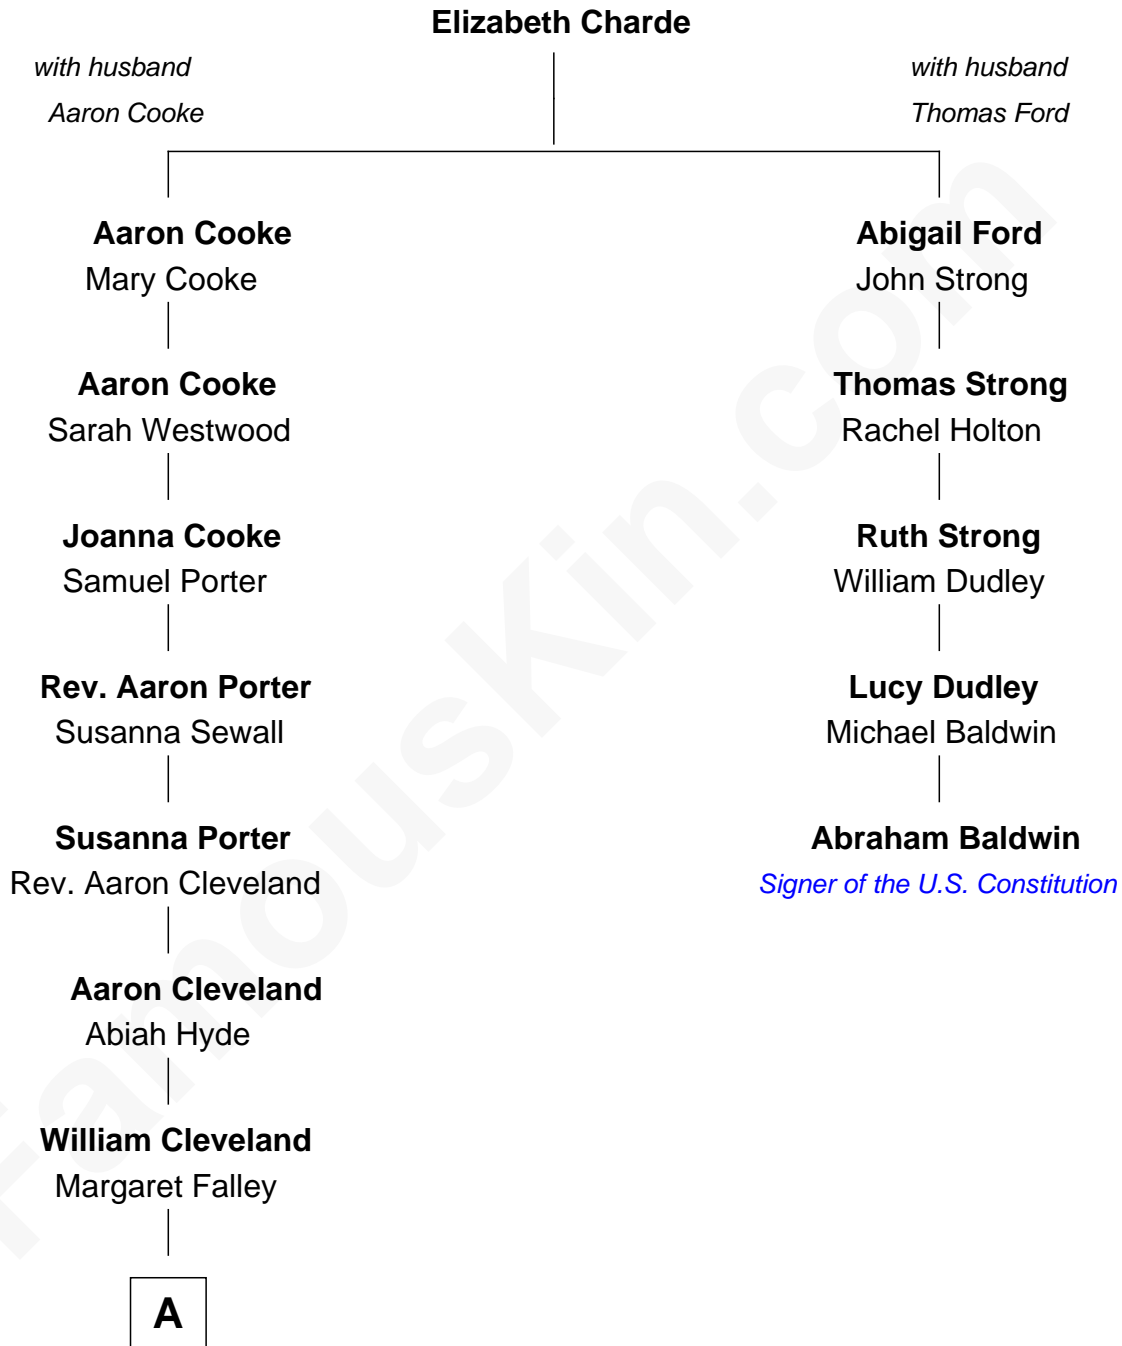 Elizabeth Charde
with husband
Aaron Cooke
with husband
Thomas Ford
Aaron Cooke
Mary Cooke
Aaron Cooke
Sarah Westwood
Joanna Cooke
Samuel Porter
Rev. Aaron Porter
Susanna Sewall
Susanna Porter
Rev. Aaron Cleveland
Aaron Cleveland
Abiah Hyde
William Cleveland
Margaret Falley
A
Abigail Ford
John Strong
Thomas Strong
Rachel Holton
Ruth Strong
William Dudley
Lucy Dudley
Michael Baldwin
Abraham Baldwin
Signer of the U.S. Constitution
FamousKin.com